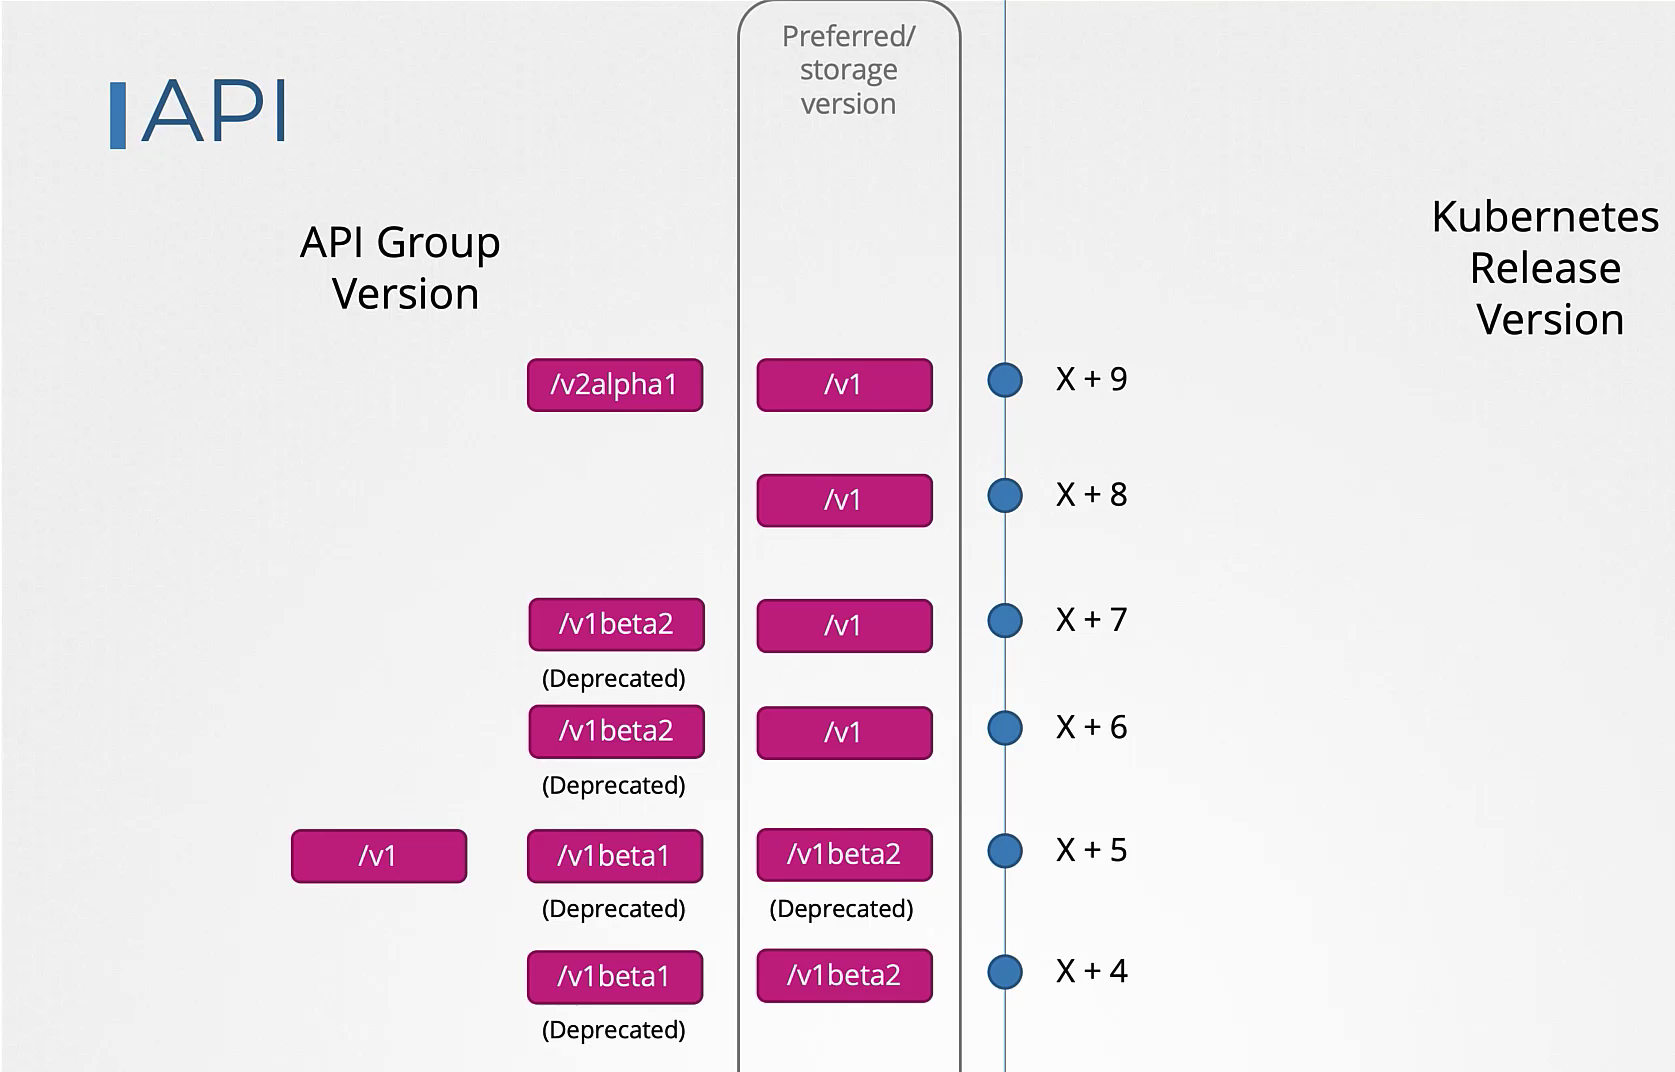 Preferred/
storage
version
API
API Group
Version
Kubernetes
Release
Version
/v2alpha1
/v1
X + 9
/v1
X + 8
/v1beta2
/v1
X + 7
(Deprecated)
/v1beta2
/v1
X + 6
(Deprecated)
/v1
/v1beta1
/v1beta2
X + 5
(Deprecated)
(Deprecated)
/v1beta1
/v1beta2
X + 4
(Deprecated)